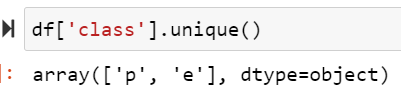 df['class'].unique()
]: array(['p', 'e'], dtype=object)